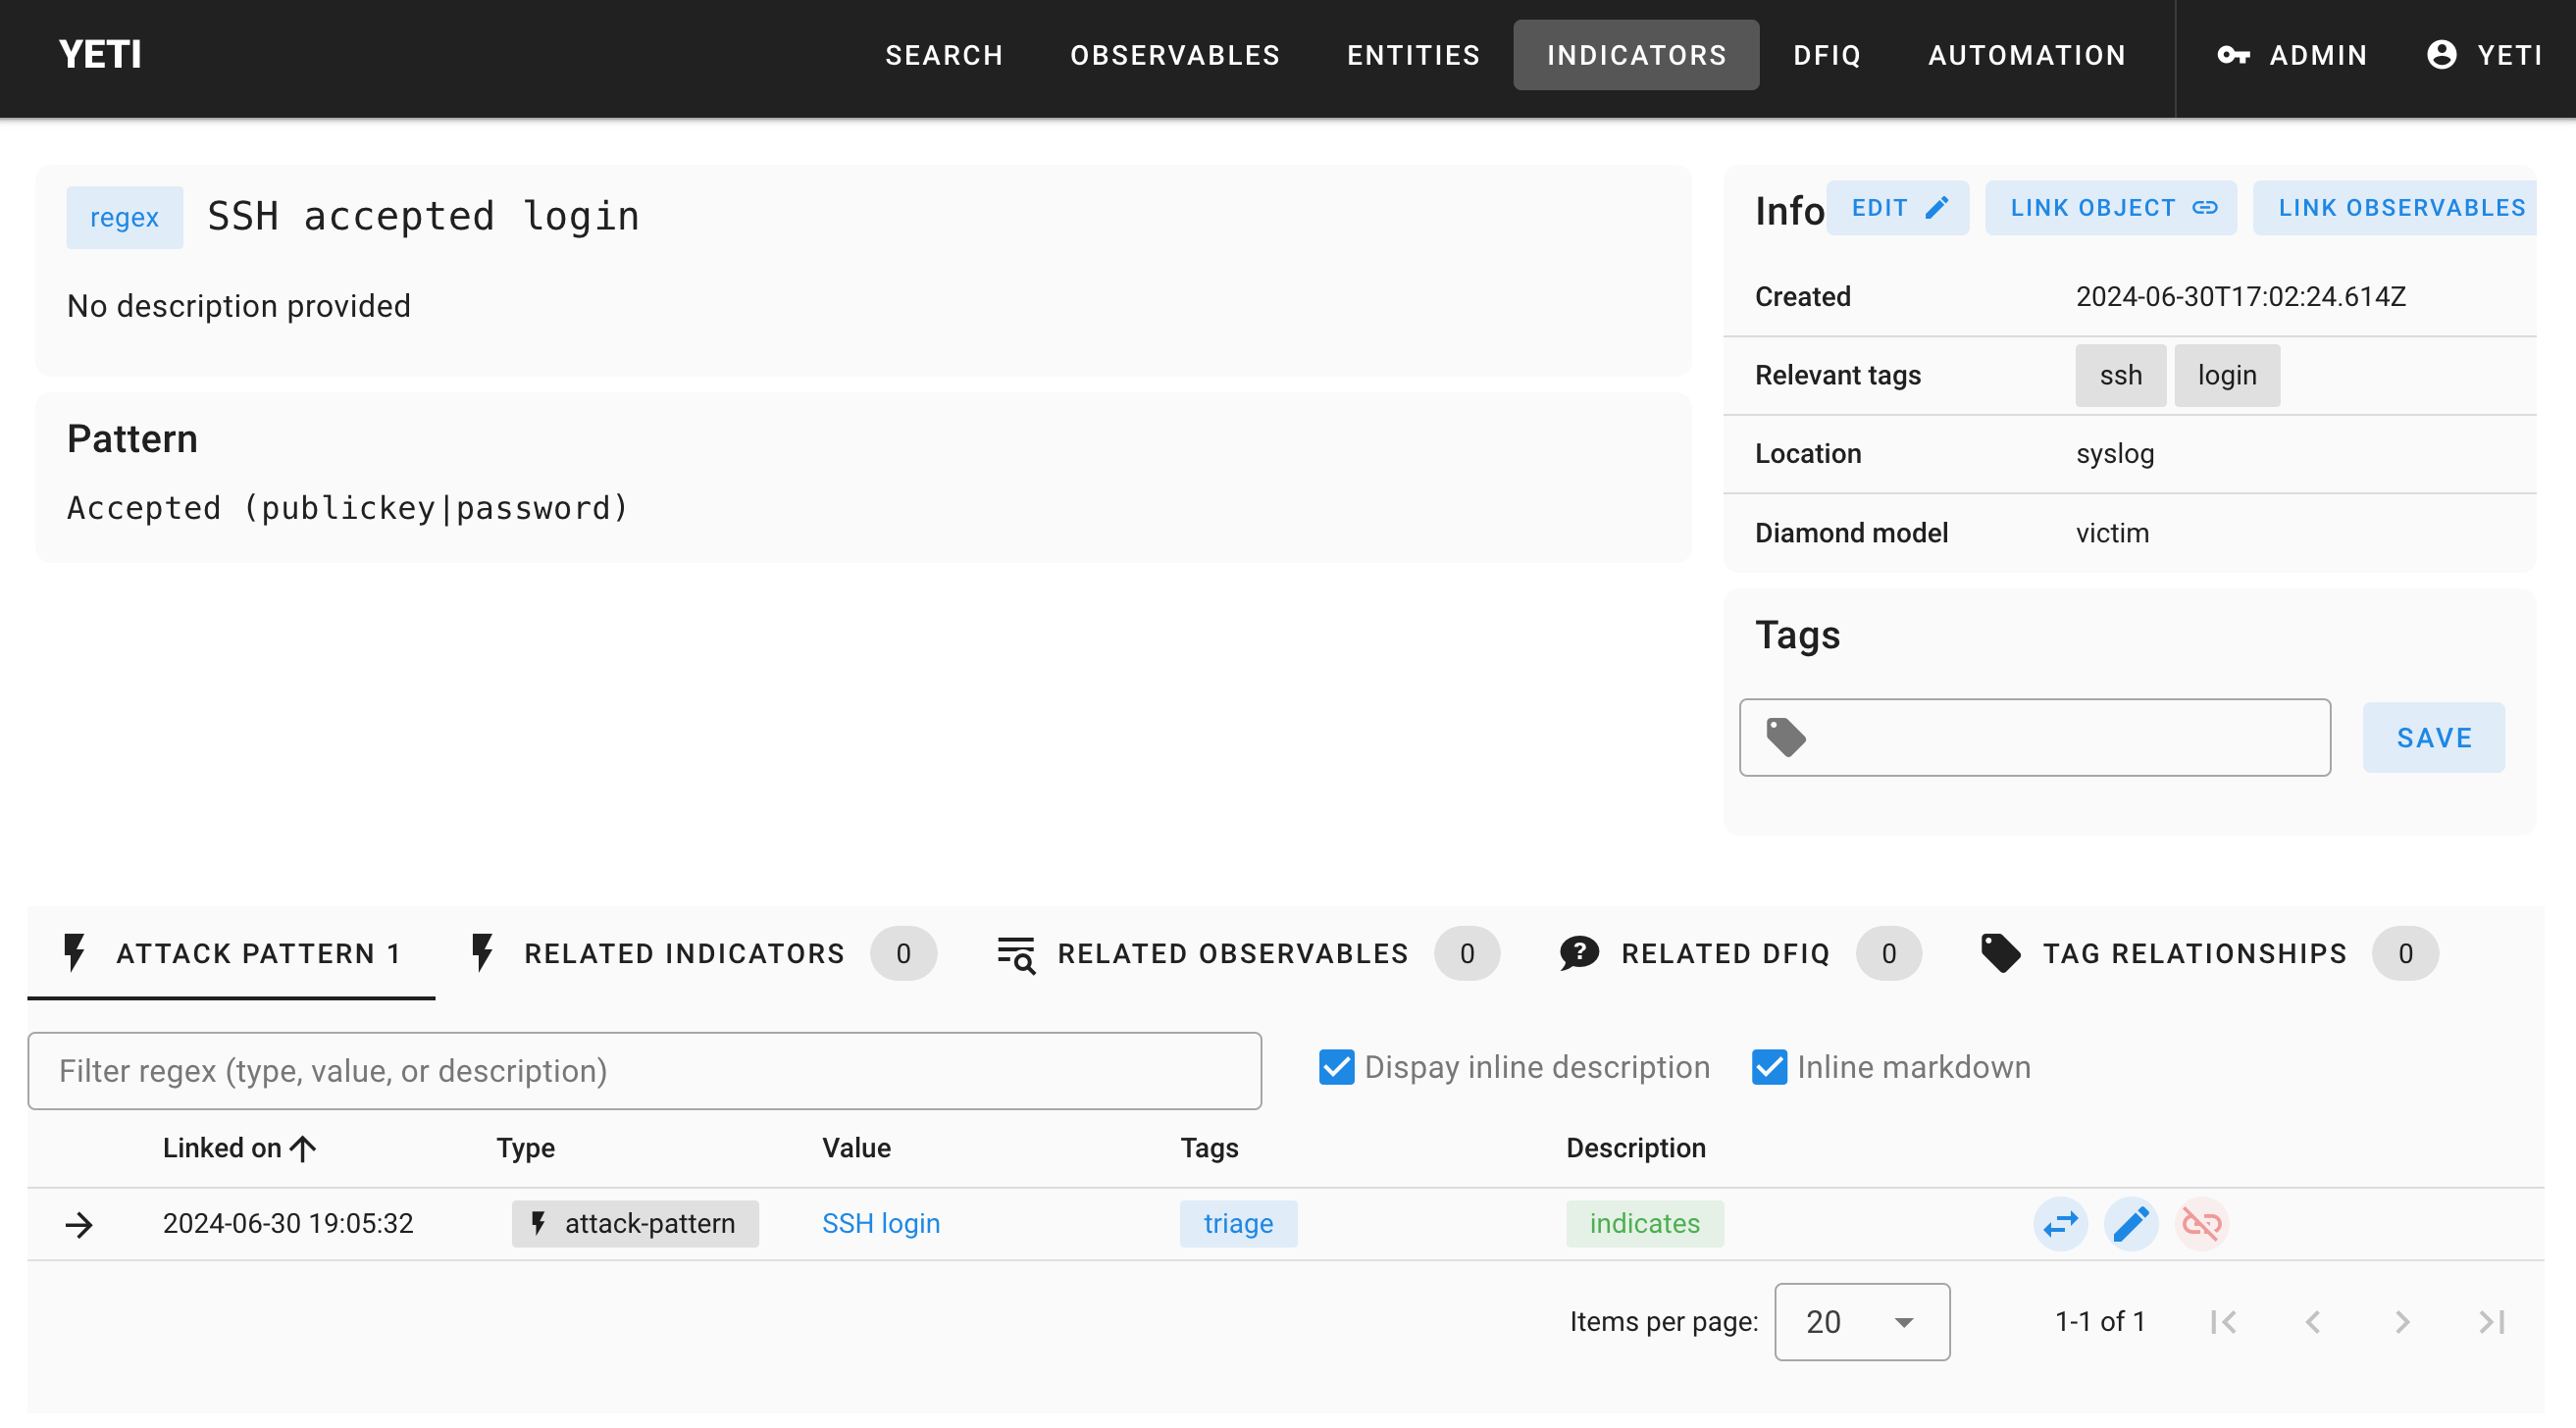 YETI SEARCH OBSERVABLES ENTITIES INDICATORS DFIQ AUTOMATION ADMIN YETI
regex SSH accepted login
No description provided
Pattern
Accepted (publickey|password)
Info EDIT LINK OBJECT LINK OBSERVABLES
Created 2024-06-30T17:02:24.614Z
Relevant tags ssh login
Location syslog
Diamond model victim
Tags
SAVE
ATTACK PATTERN 1 RELATED INDICATORS 0 RELATED OBSERVABLES 0 RELATED DFIQ 0 TAG RELATIONSHIPS 0
Filter regex (type, value, or description) Dispay inline description Inline markdown
Linked on Type Value Tags Description
2024-06-30 19:05:32 attack-pattern SSH login triage indicates
Items per page: 20 1-1 of 1